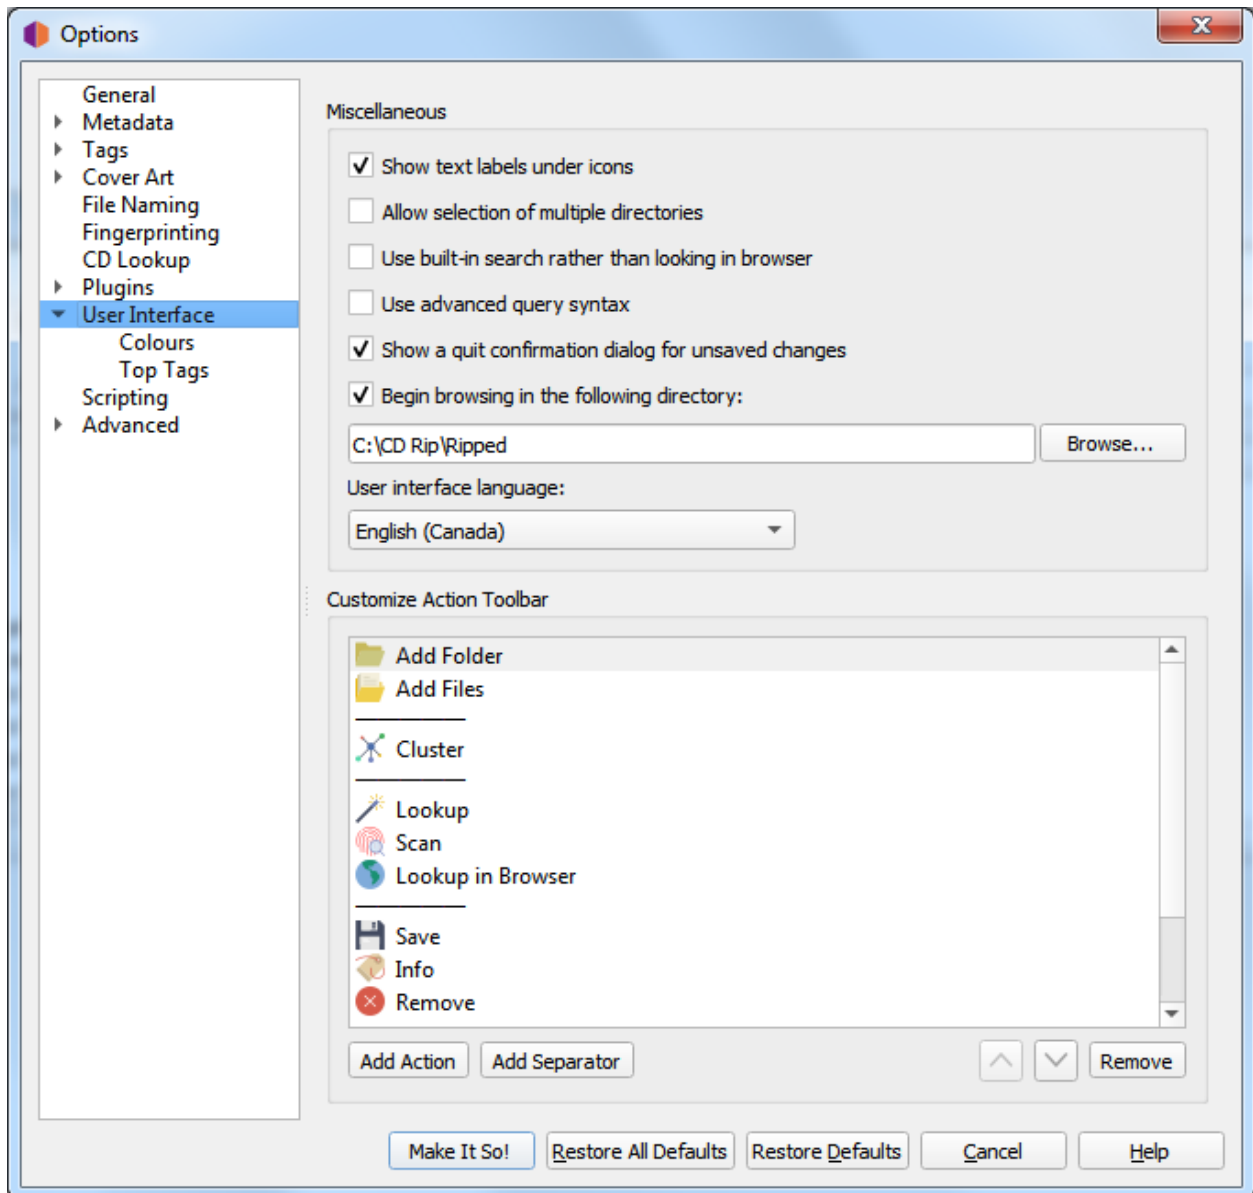 Options
General
Metadata
Tags
Cover Art
File Naming
Fingerprinting
CD Lookup
Plugins
User Interface
Colours
Top Tags
Scripting
Advanced
Miscellaneous
Show text labels under icons
Allow selection of multiple directories
Use built-in search rather than looking in browser
Use advanced query syntax
Show a quit confirmation dialog for unsaved changes
Begin browsing in the following directory:
C:\CD Rip\Ripped Browse...
User interface language:
English (Canada)
Customize Action Toolbar
Add Folder
Add Files
Cluster
Lookup
Scan
Lookup in Browser
Save
Info
Remove
Add Action Add Separator Remove
Make It So! Restore All Defaults Restore Defaults Cancel Help